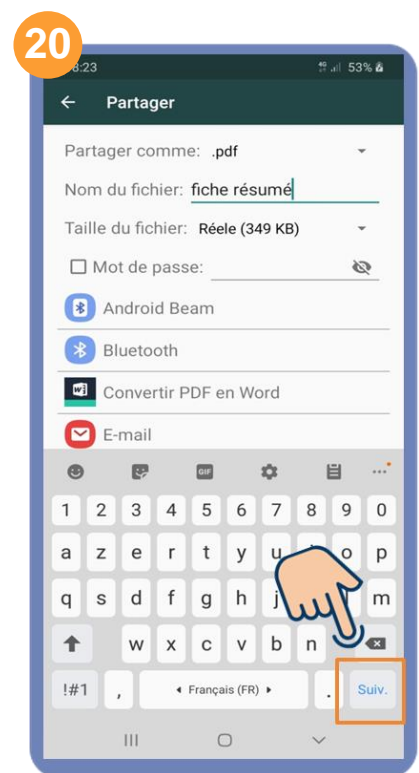 20
8:23 4G 53%
Partager
Partager comme: .pdf
Nom du fichier: fiche résumé
Taille du fichier: Réele (349 KB)
Mot de passe:
Android Beam
Bluetooth
Convertir PDF en Word
E-mail
GIF
1 2 3 4 5 6 7 8 9 0
a z e r t y u o p
q s d f g h j m
w x c v b n
!#1 , Français (FR) . Suiv.